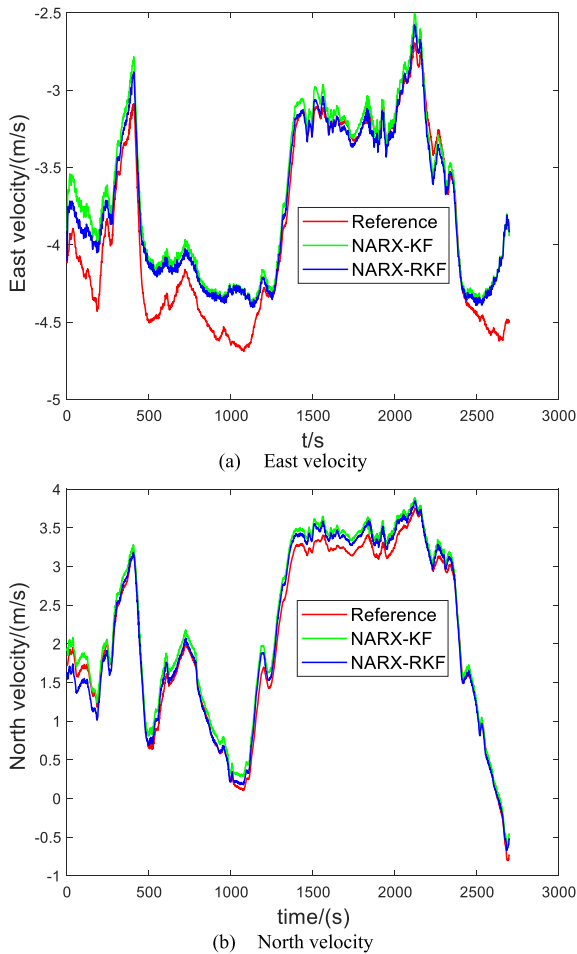 -2.5
-3
-3.5
-4
-4.5
-5
East velocity/(m/s)
Reference
NARX-KF
NARX-RKF
0 500 1000 1500 2000 2500 3000
t/s
(a) East velocity
4
3.5
3
2.5
2
1.5
1
0.5
0
-0.5
-1
North velocity/(m/s)
Reference
NARX-KF
NARX-RKF
0 500 1000 1500 2000 2500 3000
time/(s)
(b) North velocity